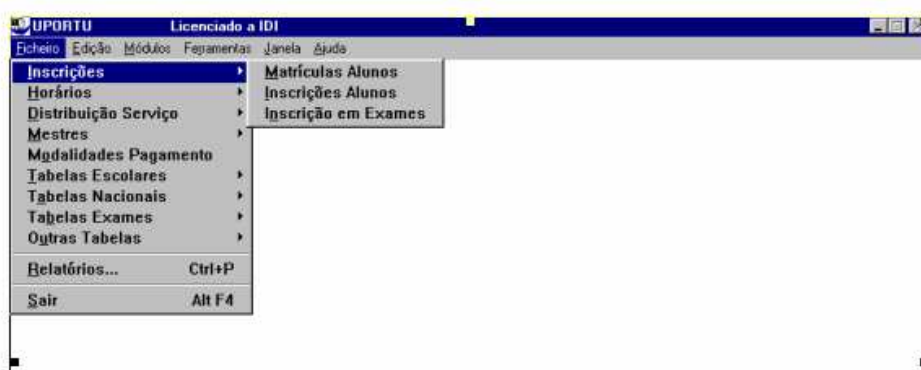 UPORTU Licenciado a IDI
Ficheiro Edição Módulos Ferramentas Janela Ajuda
Inscrições
Horários
Distribuição Serviço
Mestres
Modalidades Pagamento
Tabelas Escolares
Tabelas Nacionais
Tabelas Exames
Outras Tabelas
Relatórios... Ctrl+P
Sair Alt F4
Matrículas Alunos
Inscrições Alunos
Inscrição em Exames